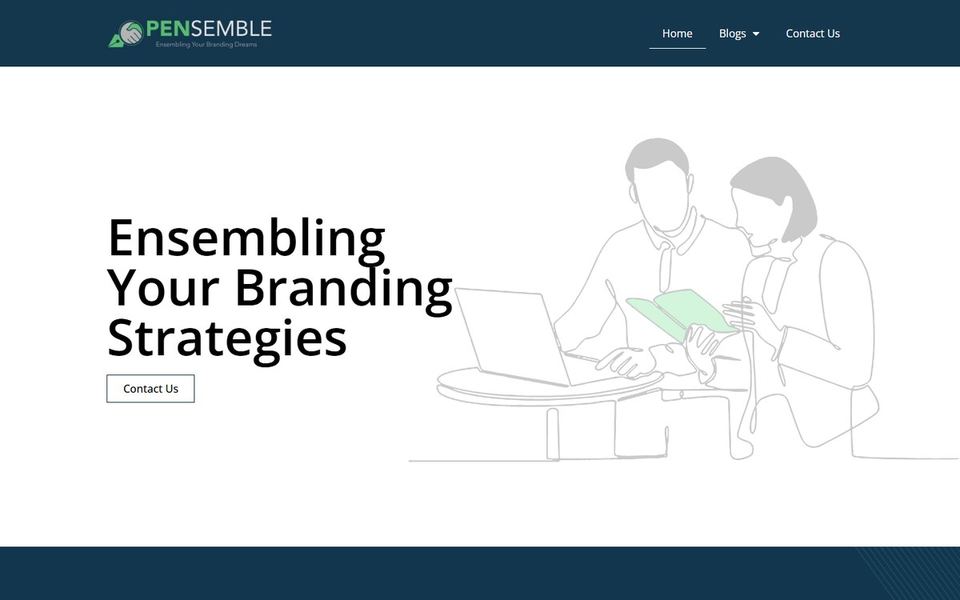 PENSEMBLE
Ensembling Your Branding Dreams
Home
Blogs
Contact Us
Ensembling
Your Branding
Strategies
Contact Us